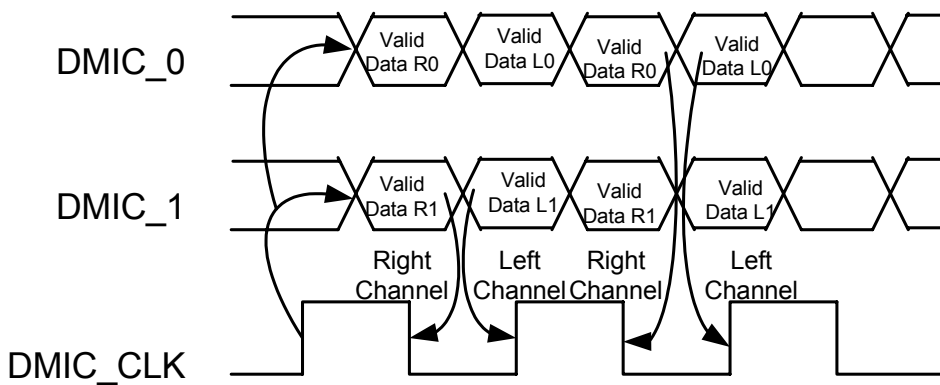 DMIC_0
Valid
Data R0
Valid
Data L0
Valid
Data R0
Valid
Data L0
DMIC_1
Valid
Data R1
Valid
Data L1
Valid
Data R1
Valid
Data L1
Right
Channel
Left
Channel
Right
Channel
Left
Channel
DMIC_CLK